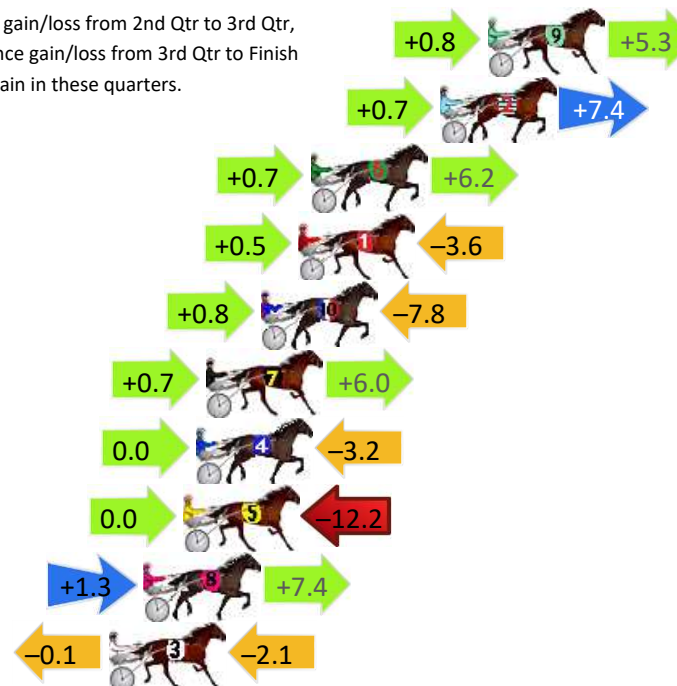 gain/loss from 2nd Qtr to 3rd Qtr,
nce gain/loss from 3rd Qtr to Finish
ain in these quarters.
+0.8 9 +5.3
+0.7 2 +7.4
+0.7 6 +6.2
+0.5 1 –3.6
+0.8 10 –7.8
+0.7 7 +6.0
0.0 4 –3.2
0.0 5 –12.2
+1.3 8 +7.4
–0.1 3 –2.1